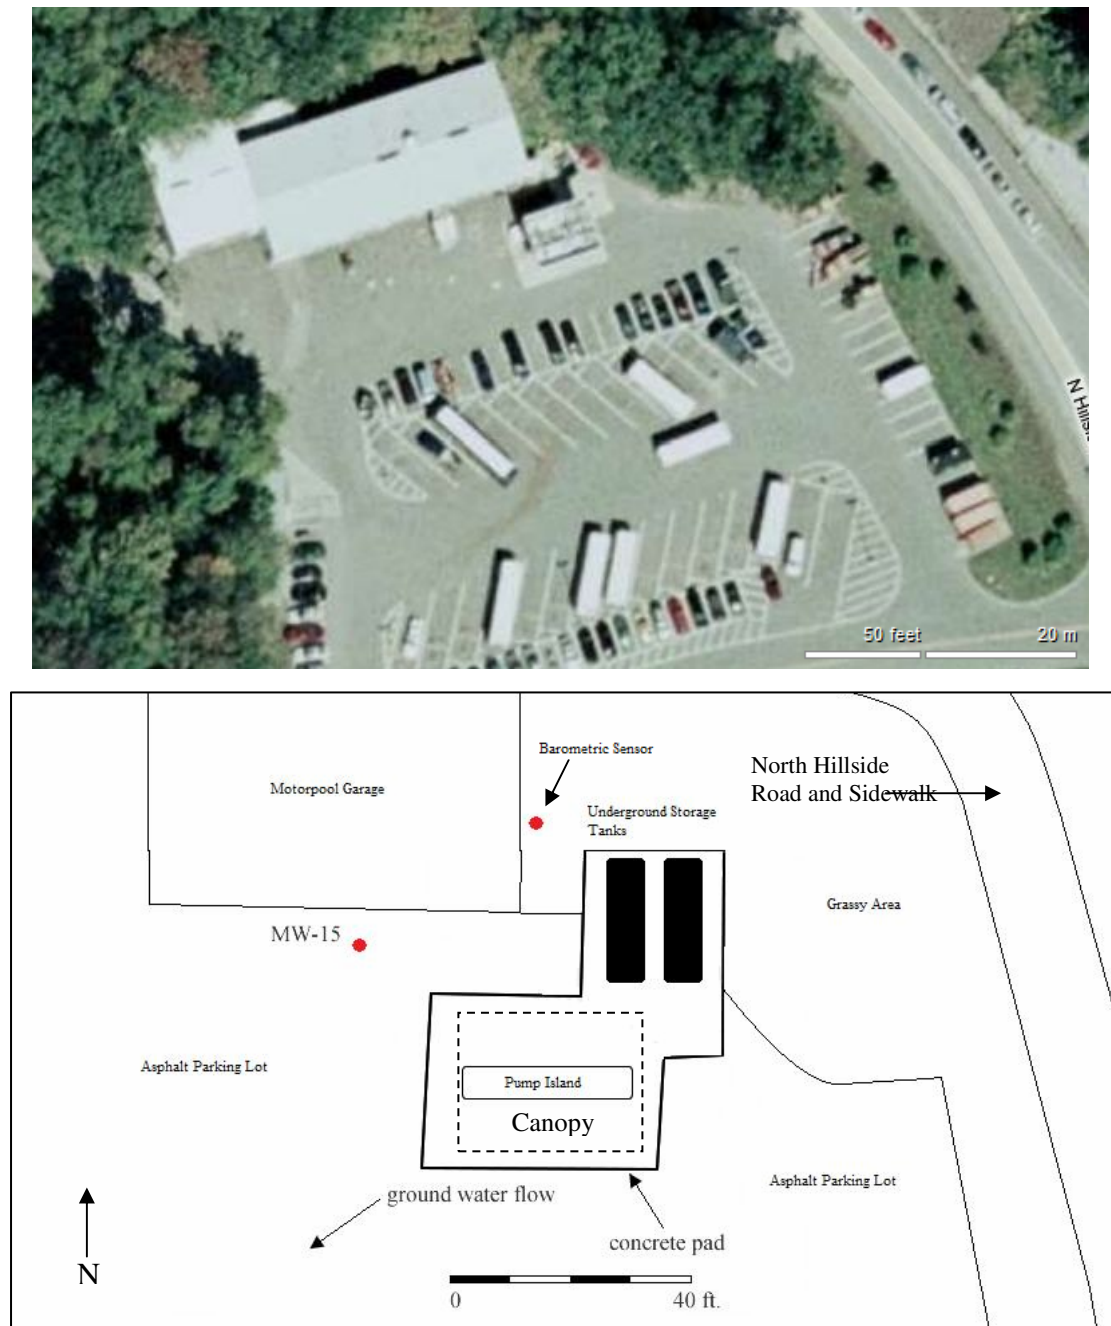 N Hills
50 feet
20 m
Barometric Sensor
North Hillside
Road and Sidewalk
Motorpool Garage
Underground Storage
Tanks
Grassy Area
MW-15
Asphalt Parking Lot
Pump Island
Canopy
Asphalt Parking Lot
ground water flow
concrete pad
N
0
40 ft.